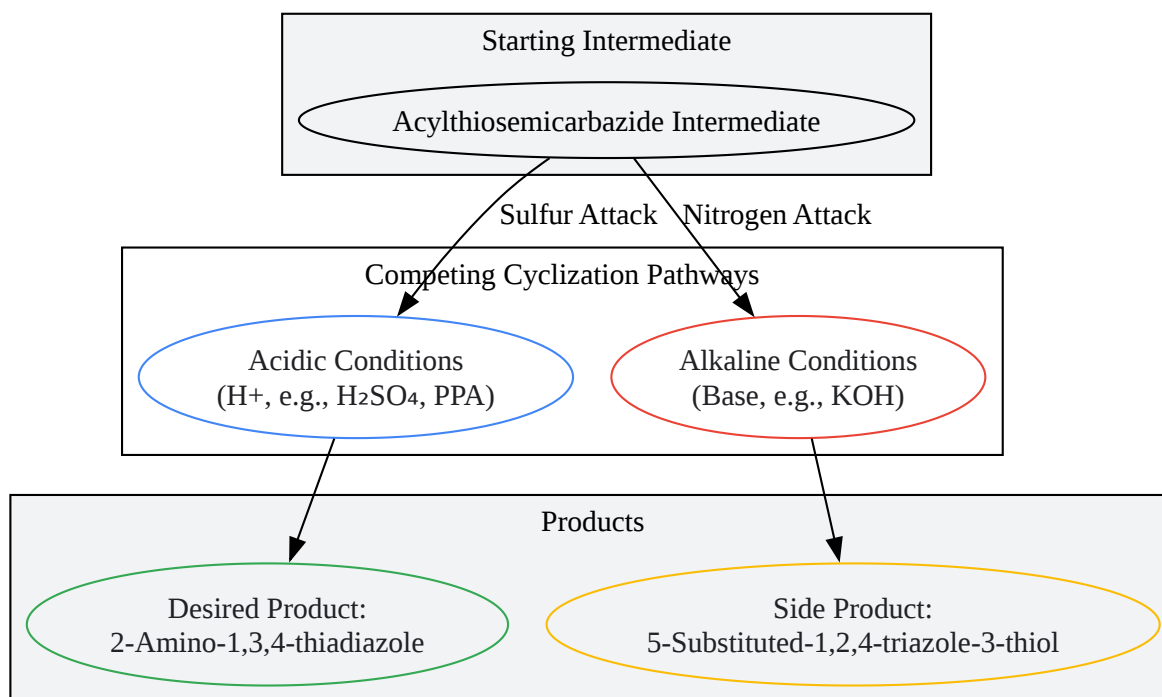 Starting Intermediate
Acylthiosemicarbazide Intermediate
Sulfur Attack
Nitrogen Attack
Competing Cyclization Pathways
Acidic Conditions
(H+, e.g., H₂SO₄, PPA)
Alkaline Conditions
(Base, e.g., KOH)
Products
Desired Product:
2-Amino-1,3,4-thiadiazole
Side Product:
5-Substituted-1,2,4-triazole-3-thiol